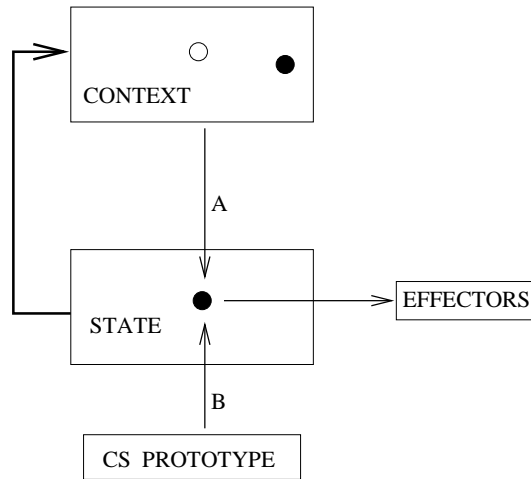 CONTEXT
A
STATE
EFFECTORS
B
CS PROTOTYPE